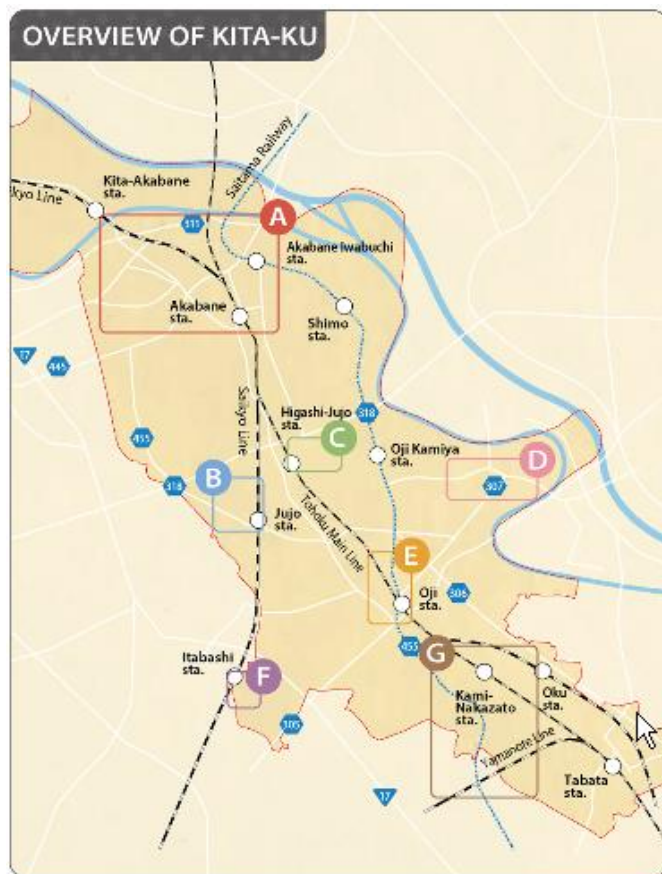 OVERVIEW OF KITA-KU
Saitama Railway
Kita-Akabane
sta.
ikyo Line
A
311
Akabane Iwabuchi
sta.
Akabane
sta.
Shimo
sta.
17
445
Saikyo Line
Higashi-Jujo
sta.
318
C
455
Oji Kamiya
sta.
D
B
318
307
Jujo
sta.
Tohoku Main Line
E
Oji
sta.
306
455
G
Itabashi
sta.
F
Kami-
Nakazato
sta.
Oku
sta.
305
Yamanote Line
Tabata
sta.
17